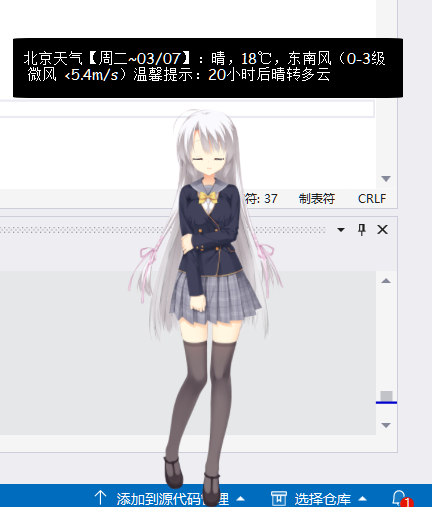 北京天气【周二~03/07】：晴，18℃，东南风（0-3级
微风 <5.4m/s）温馨提示：20小时后晴转多云
符: 37 制表符 CRLF
添加到源代码管理 选择仓库 1